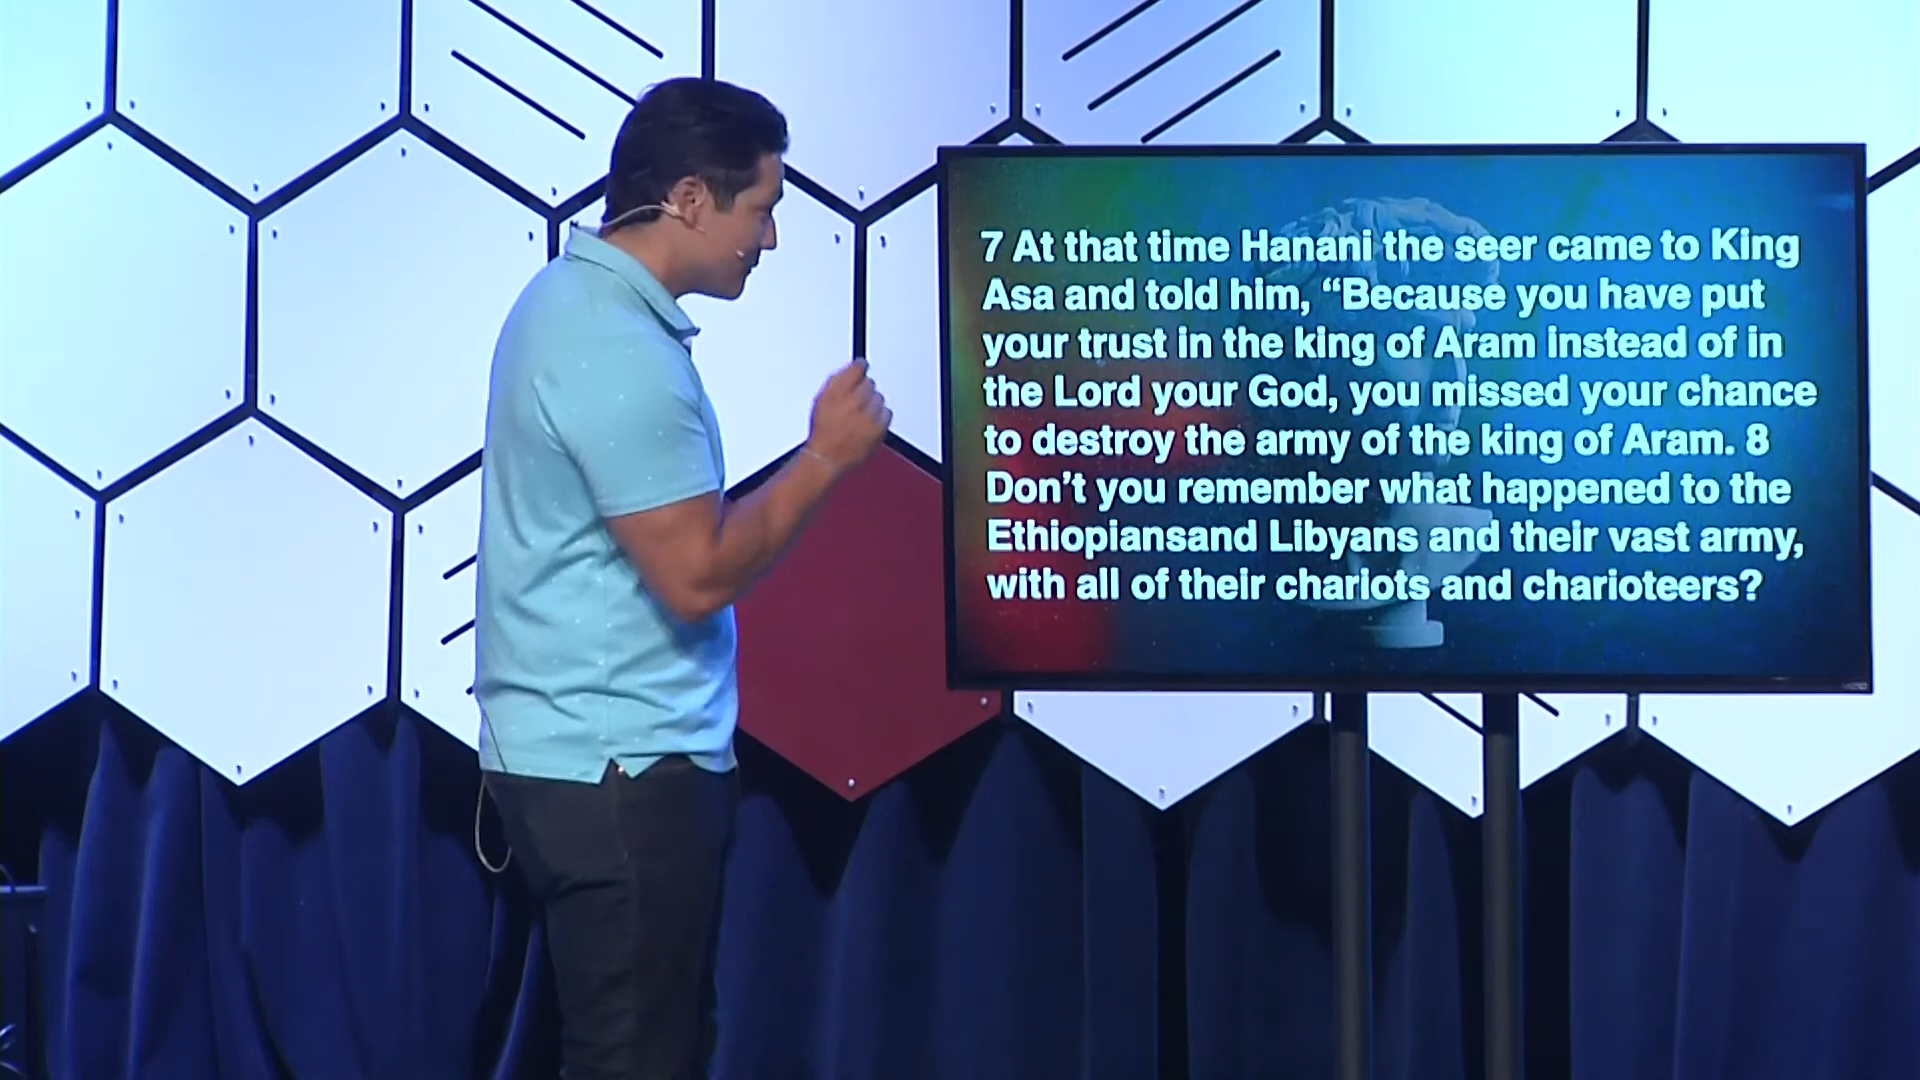 7 At that time Hanani the seer came to King
Asa and told him, “Because you have put
your trust in the king of Aram instead of in
the Lord your God, you missed your chance
to destroy the army of the king of Aram. 8
Don’t you remember what happened to the
Ethiopiansand Libyans and their vast army,
with all of their chariots and charioteers?